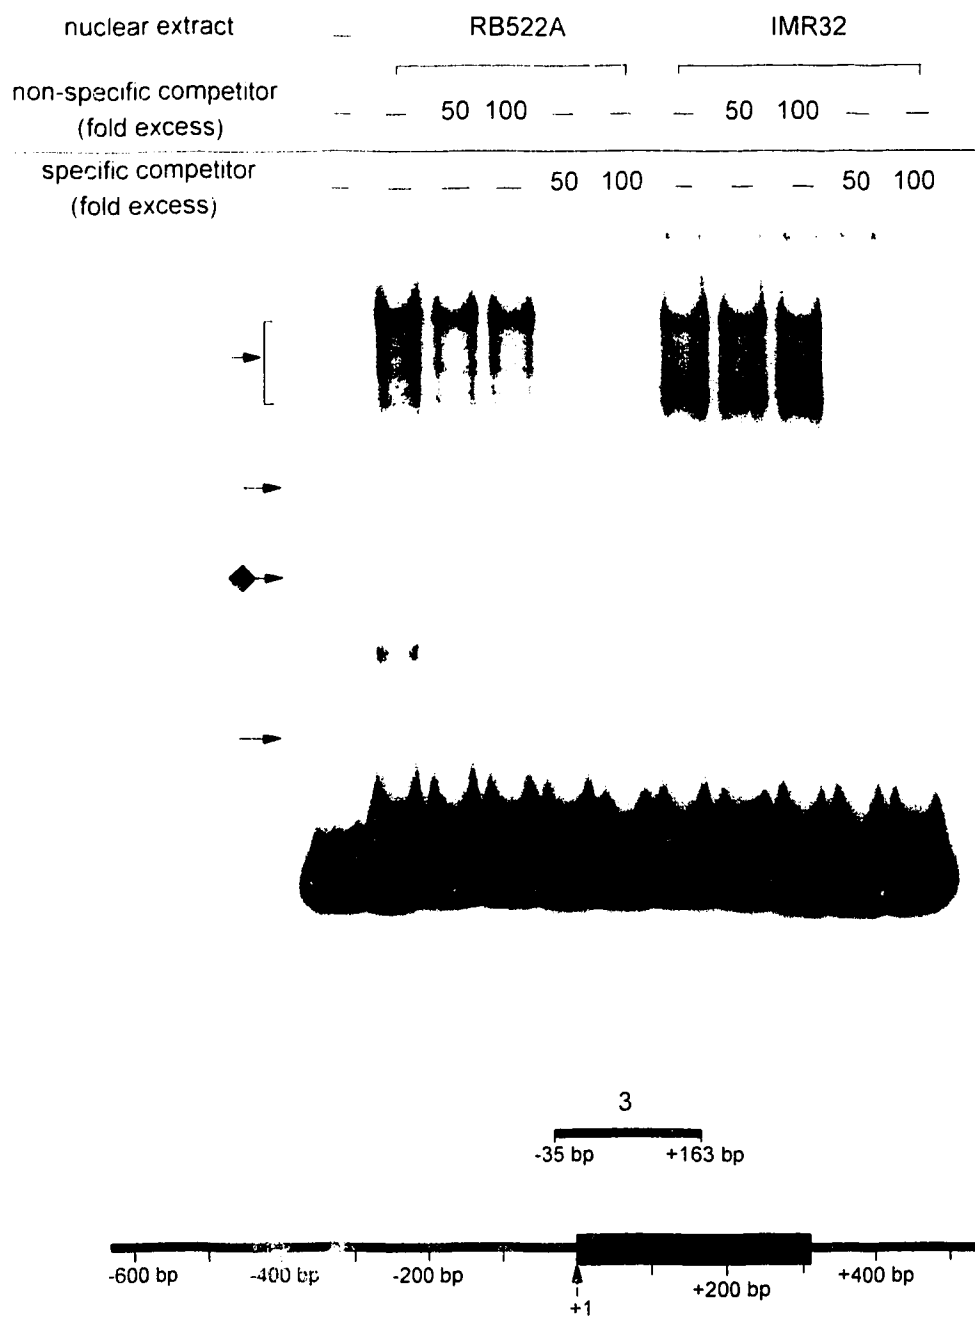 nuclear extract — RB522A IMR32
non-specific competitor
(fold excess) — — 50 100 — — — 50 100 — —
specific competitor
(fold excess) — — — — 50 100 — — — 50 100
3
-35 bp +163 bp
-600 bp -400 bp -200 bp +200 bp +400 bp
+1